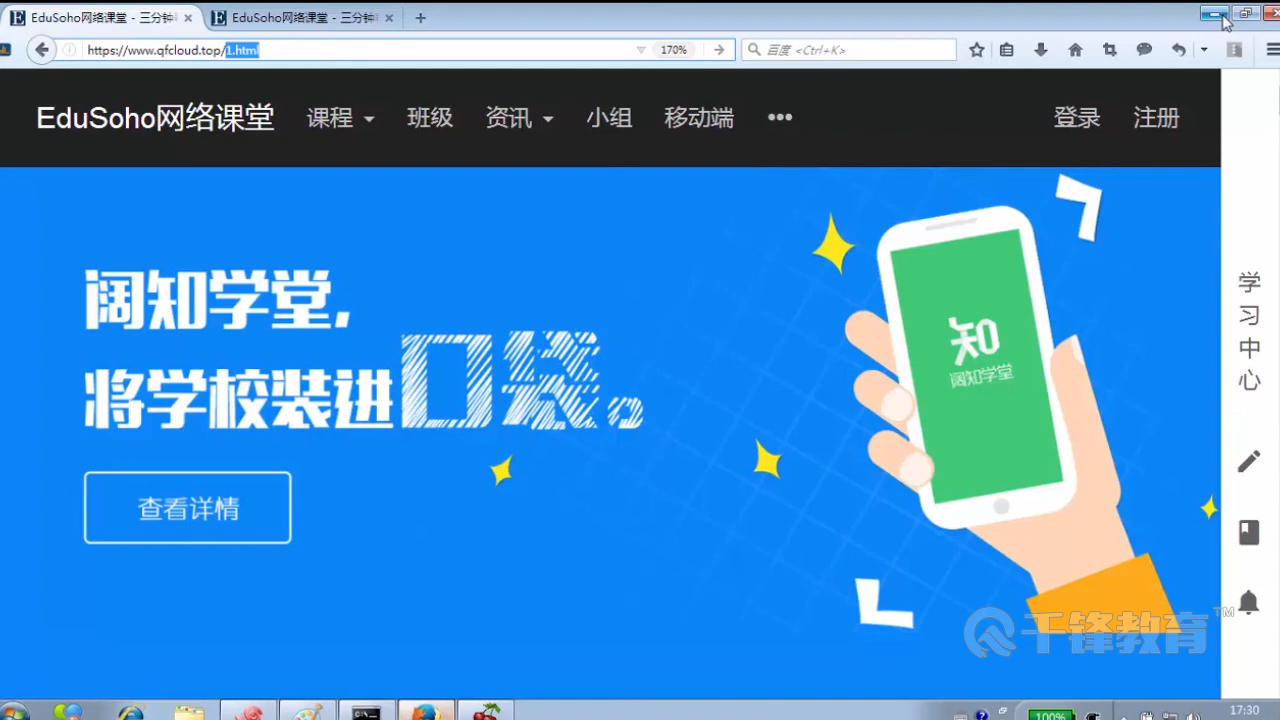 EduSoho网络课堂 - 三分钟
EduSoho网络课堂 - 三分钟
https://www.qfcloud.top/1.html
170%
百度 <Ctrl+K>
EduSoho网络课堂 课程 班级 资讯 小组 移动端 ••• 登录 注册
阔知学堂,
将学校装进口袋。
查看详情
知
阔知学堂
学习中心
千锋教育™
100%
17:30